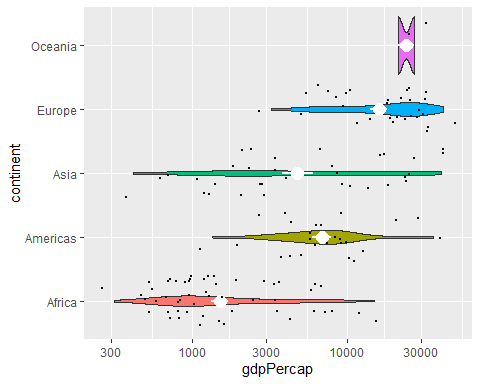 Oceania
Europe
Asia
Americas
Africa
continent
300
1000
3000
10000
30000
gdpPercap